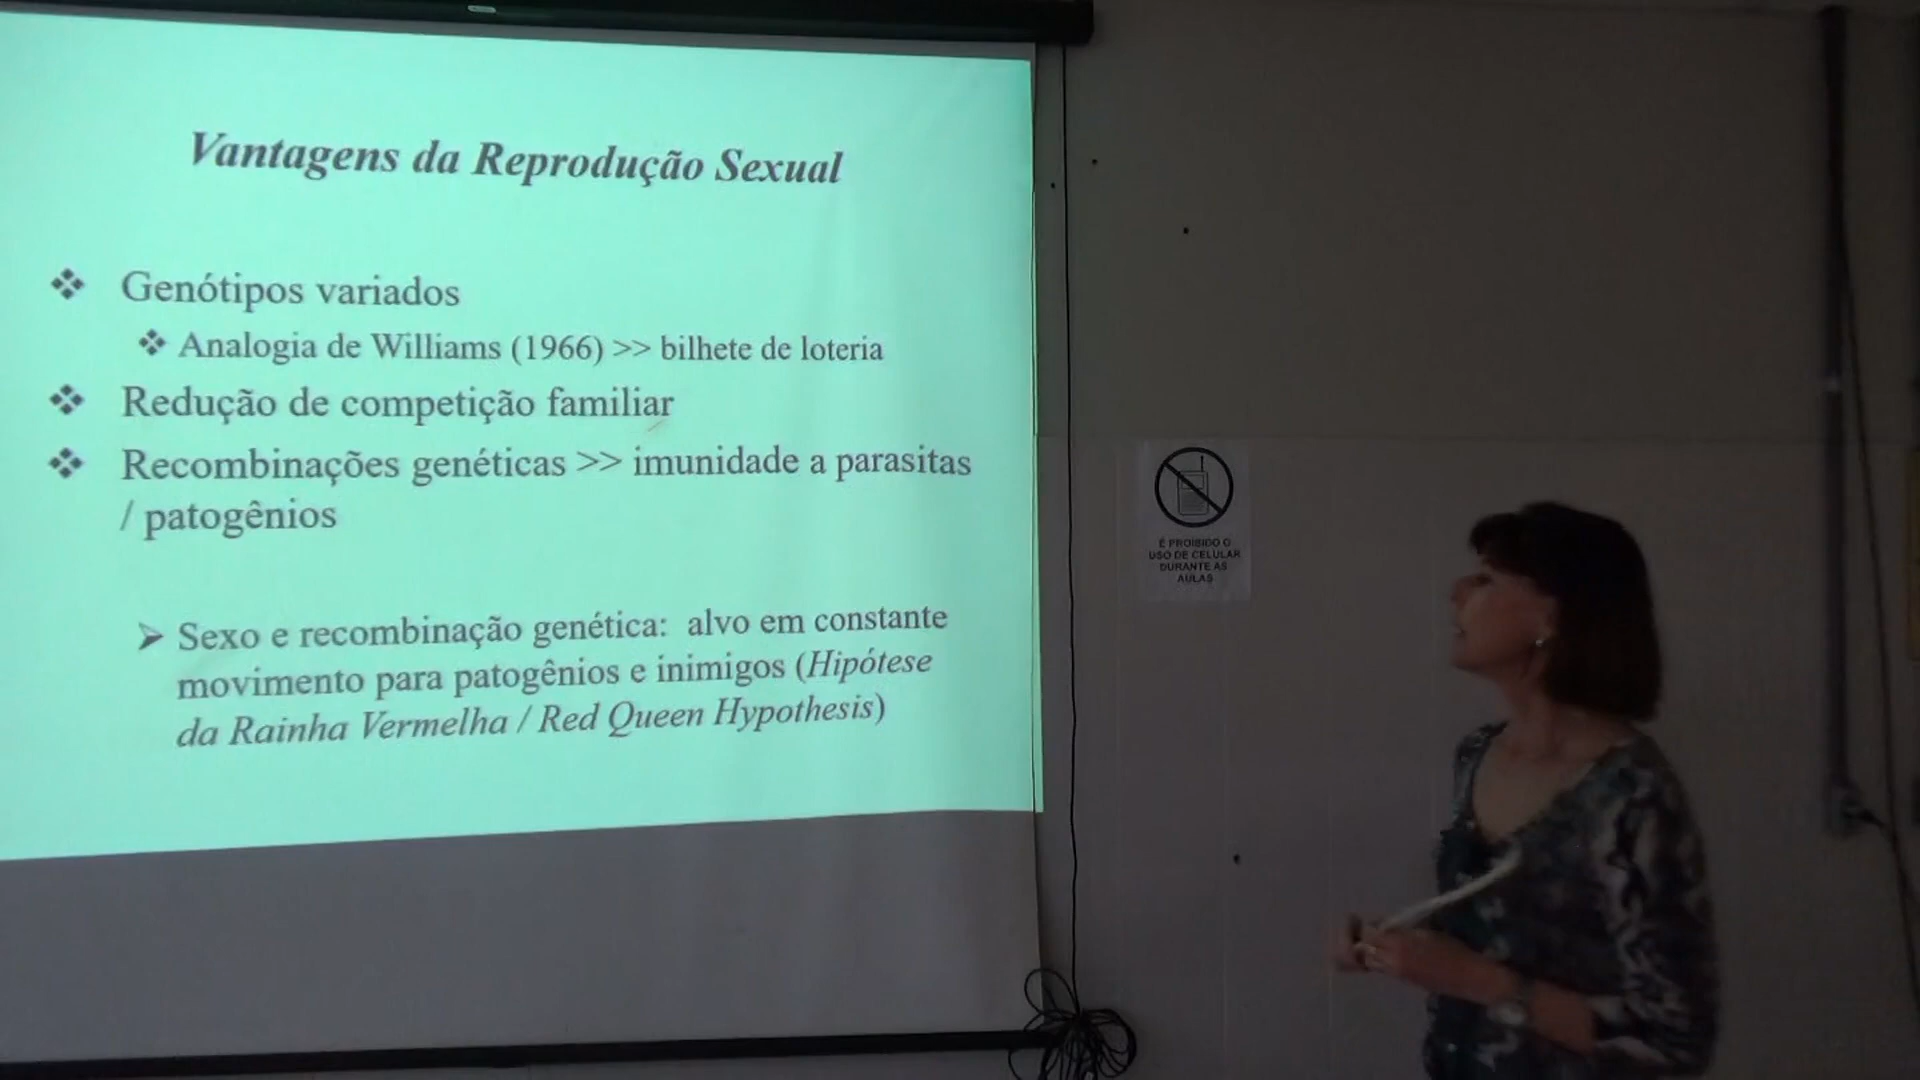 Vantagens da Reprodução Sexual
Genótipos variados
Analogia de Williams (1966) >> bilhete de loteria
Redução de competição familiar
Recombinações genéticas >> imunidade a parasitas
/ patogênios
Sexo e recombinação genética: alvo em constante
movimento para patogênios e inimigos (Hipótese
da Rainha Vermelha / Red Queen Hypothesis)
É PROIBIDO O
USO DE CELULAR
DURANTE AS
AULAS